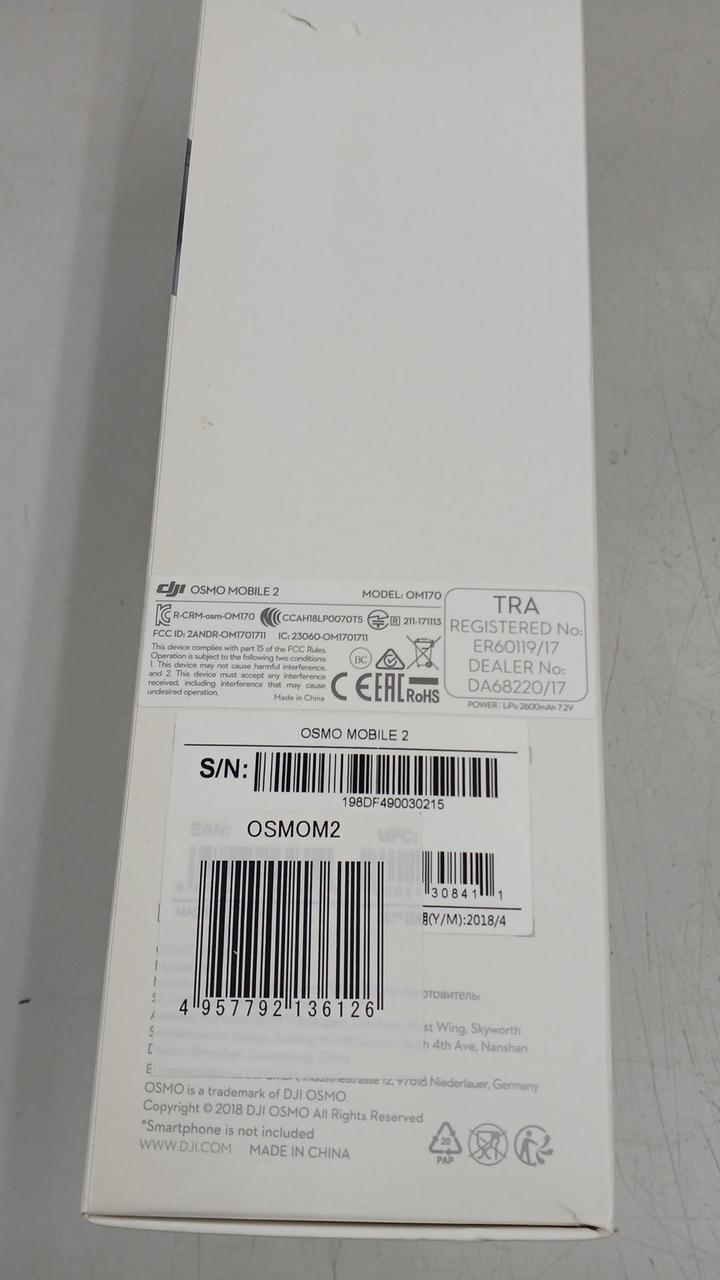 dji OSMO MOBILE 2
MODEL: OM170
R-CRM-osm-OM170 CCAH18LP0070T5 R 211-171113
FCC ID: 2ANDR-OM1701711 IC: 23060-OM1701711
This device complies with part 15 of the FCC Rules.
Operation is subject to the following two conditions:
1. This device may not cause harmful interference,
and 2. This device must accept any interference
received, including interference that may cause
undesired operation.
Made in China
BC
CE EAC RoHS
TRA
REGISTERED No:
ER60119/17
DEALER No:
DA68220/17
POWER: LiPo 2600mAh 7.2V
OSMO MOBILE 2
S/N:
198DF490030215
EAN: UPC:
OSMOM2
30841 1
(Y/M):2018/4
4 957792 136126
отовитель:
st Wing, Skyworth
4th Ave, Nanshan
12, 97618 Niederlauer, Germany
OSMO is a trademark of DJI OSMO.
Copyright © 2018 DJI OSMO All Rights Reserved
*Smartphone is not included
WWW.DJI.COM MADE IN CHINA
20
PAP